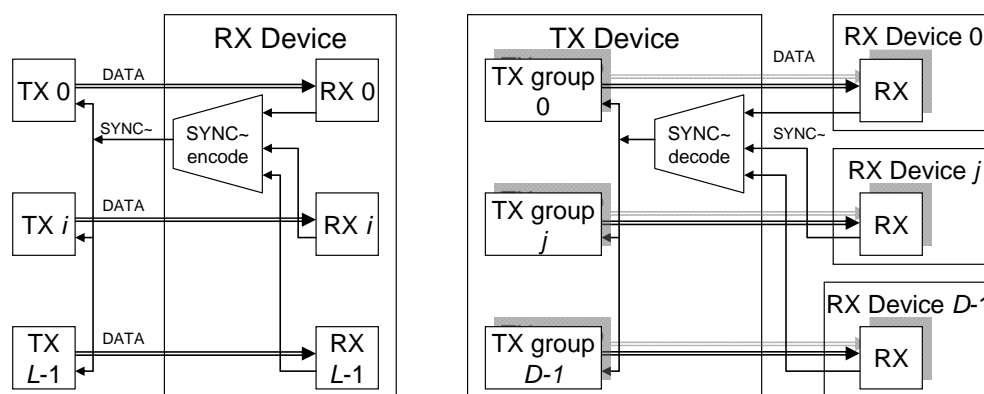 RX Device
DATA
TX 0
RX 0
SYNC~
SYNC~
encode
DATA
TX i
RX i
DATA
TX
L-1
RX
L-1
TX Device
RX Device 0
DATA
TX group
0
RX
SYNC~
decode
SYNC~
RX Device j
TX group
j
RX
RX Device D-1
TX group
D-1
RX